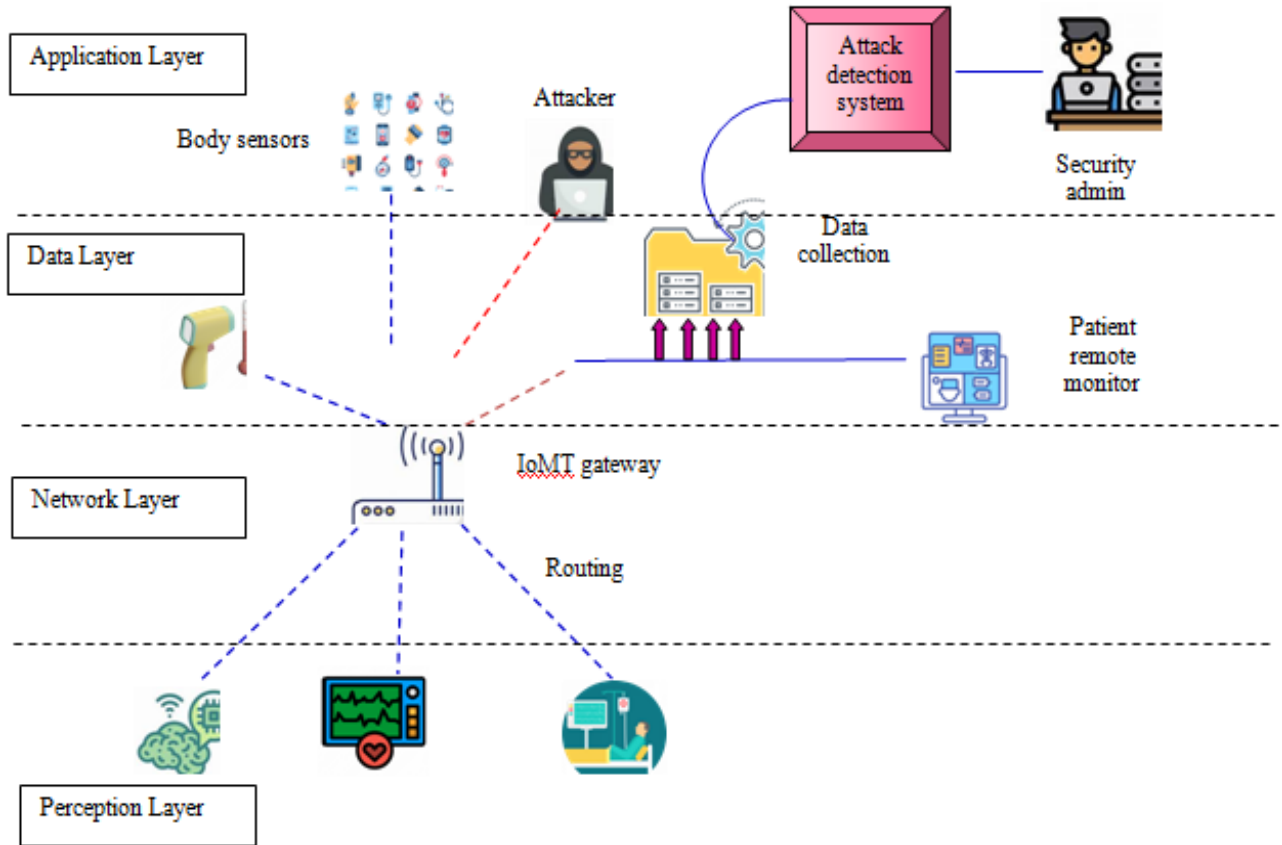 Application Layer
Body sensors
Attacker
Attack
detection
system
Security
admin
Data Layer
Data
collection
Patient
remote
monitor
Network Layer
IoMT gateway
Routing
Perception Layer